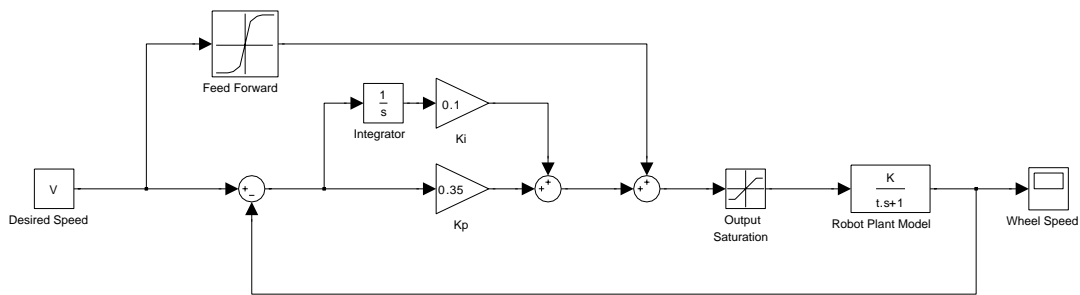 Feed Forward
1
s
Integrator
0.1
Ki
V
Desired Speed
+
−
0.35
Kp
+
+
+
+
Output
Saturation
K
t.s+1
Robot Plant Model
Wheel Speed